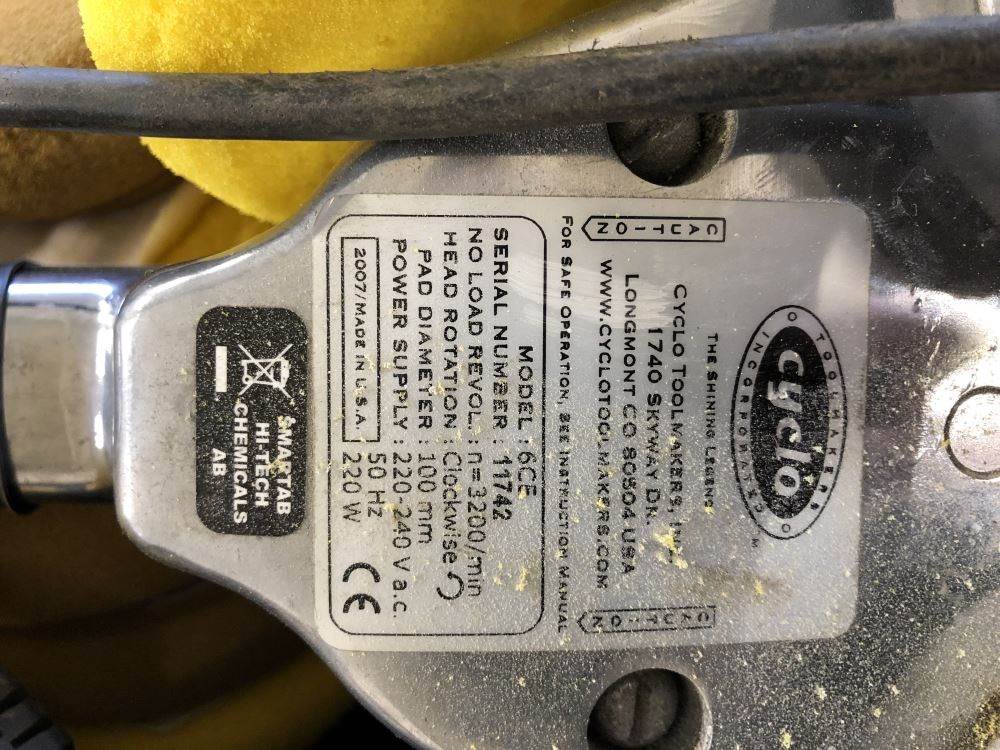 TOOLMAKERS
cyclo
INCORPORATED
TM
THE SHINING LEGEND
CYCLO TOOLMAKERS, INC.
1740 SKYWAY DR.
LONGMONT CO 80504 USA
WWW.CYCLOTOOLMAKERS.COM
CAUTION
CAUTION
FOR SAFE OPERATION, SEE INSTRUCTION MANUAL
MODEL : 6CE
SERIAL NUMBER : 11742
NO LOAD REVOL. : n=3200/min
HEAD ROTATION : Clockwise
PAD DIAMETER : 100 mm
POWER SUPPLY : 220-240 V a.c.
50 Hz
2007/MADE IN U.S.A.
220 W
CE
SMARTAB
HI-TECH
CHEMICALS
AB